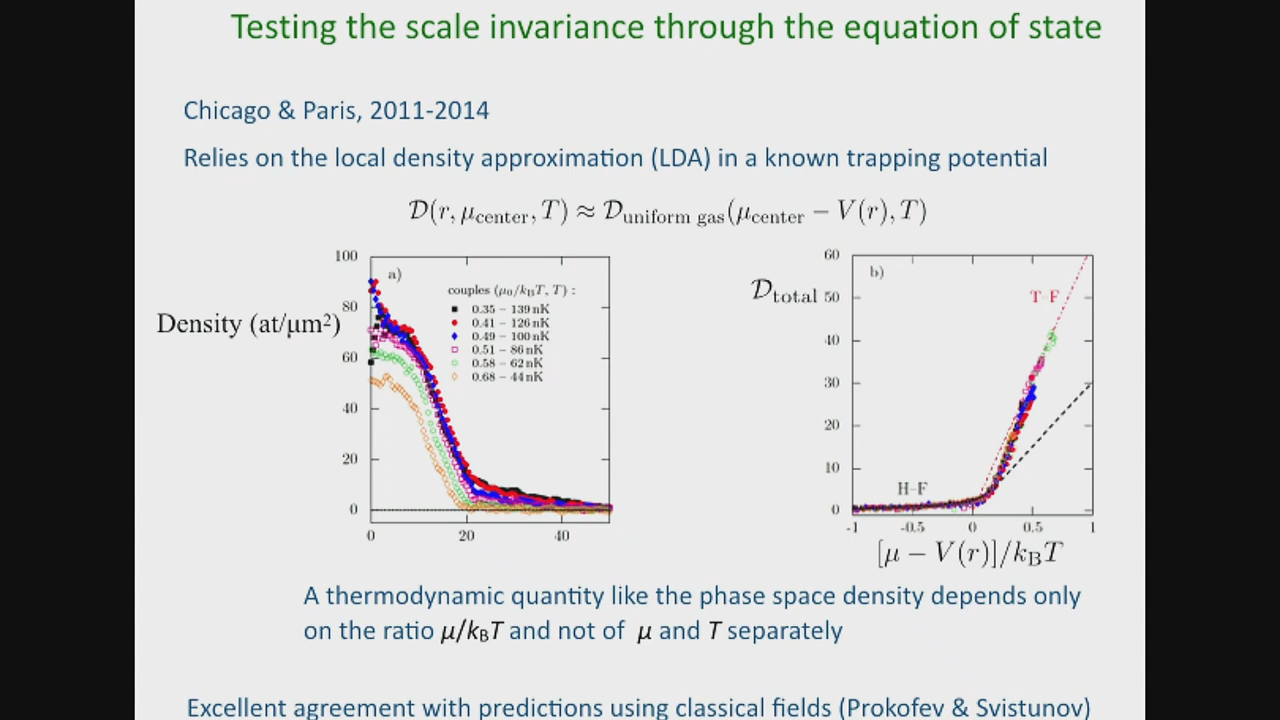 Testing the scale invariance through the equation of state
Chicago & Paris, 2011-2014
Relies on the local density approximation (LDA) in a known trapping potential
𝒟(r, μcenter, T) ≈ 𝒟uniform gas(μcenter − V(r), T)
Density (at/μm²)
100
80
60
40
20
0
0 20 40
a)
couples (μ₀/kBT, T) :
0.35 – 139 nK
0.41 – 126 nK
0.49 – 100 nK
0.51 – 86 nK
0.58 – 62 nK
0.68 – 44 nK
𝒟total
60
50
40
30
20
10
0
b)
T–F
H–F
-1 -0.5 0 0.5 1
[μ − V(r)]/kBT
A thermodynamic quantity like the phase space density depends only
on the ratio μ/kBT and not of μ and T separately
Excellent agreement with predictions using classical fields (Prokofev & Svistunov)